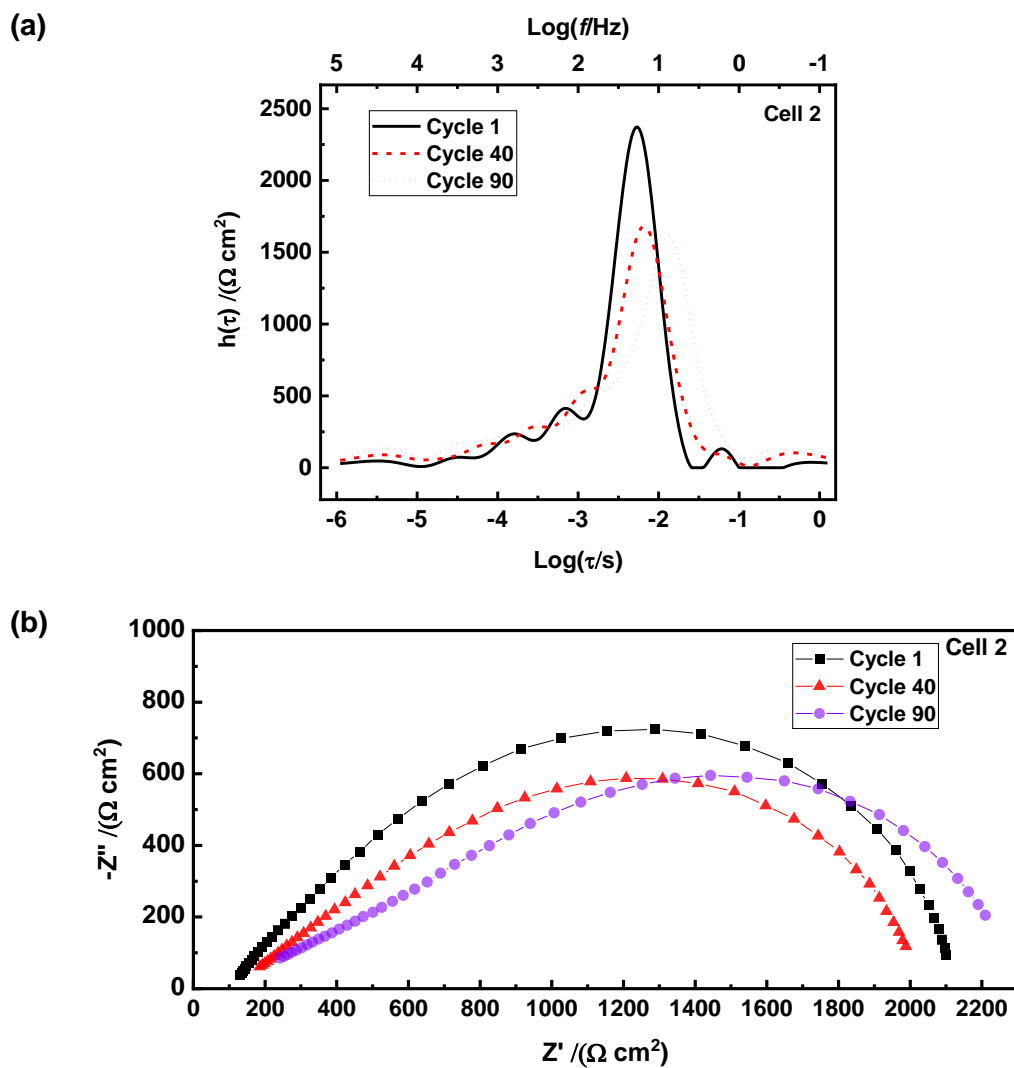 (a)
Log(f/Hz)
5 4 3 2 1 0 -1
Cell 2
Cycle 1
Cycle 40
Cycle 90
2500
2000
1500
1000
500
0
h(τ) /(Ω cm²)
-6 -5 -4 -3 -2 -1 0
Log(τ/s)
(b)
Cell 2
Cycle 1
Cycle 40
Cycle 90
1000
800
600
400
200
0
-Z'' /(Ω cm²)
0 200 400 600 800 1000 1200 1400 1600 1800 2000 2200
Z' /(Ω cm²)